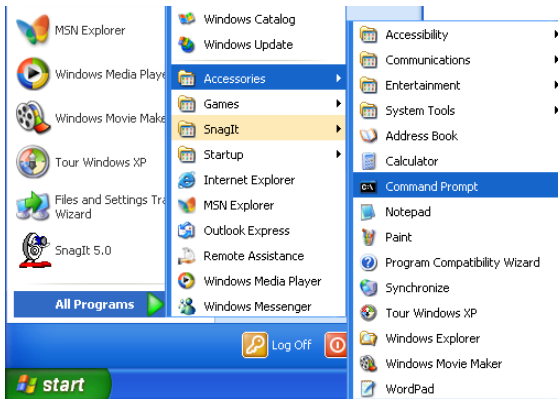 MSN Explorer
Windows Media Playe
Windows Movie Make
Tour Windows XP
Files and Settings Tra
Wizard
SnagIt 5.0
All Programs
Windows Catalog
Windows Update
Accessories
Games
SnagIt
Startup
Internet Explorer
MSN Explorer
Outlook Express
Remote Assistance
Windows Media Player
Windows Messenger
Accessibility
Communications
Entertainment
System Tools
Address Book
Calculator
Command Prompt
Notepad
Paint
Program Compatibility Wizard
Synchronize
Tour Windows XP
Windows Explorer
Windows Movie Maker
WordPad
Log Off
start